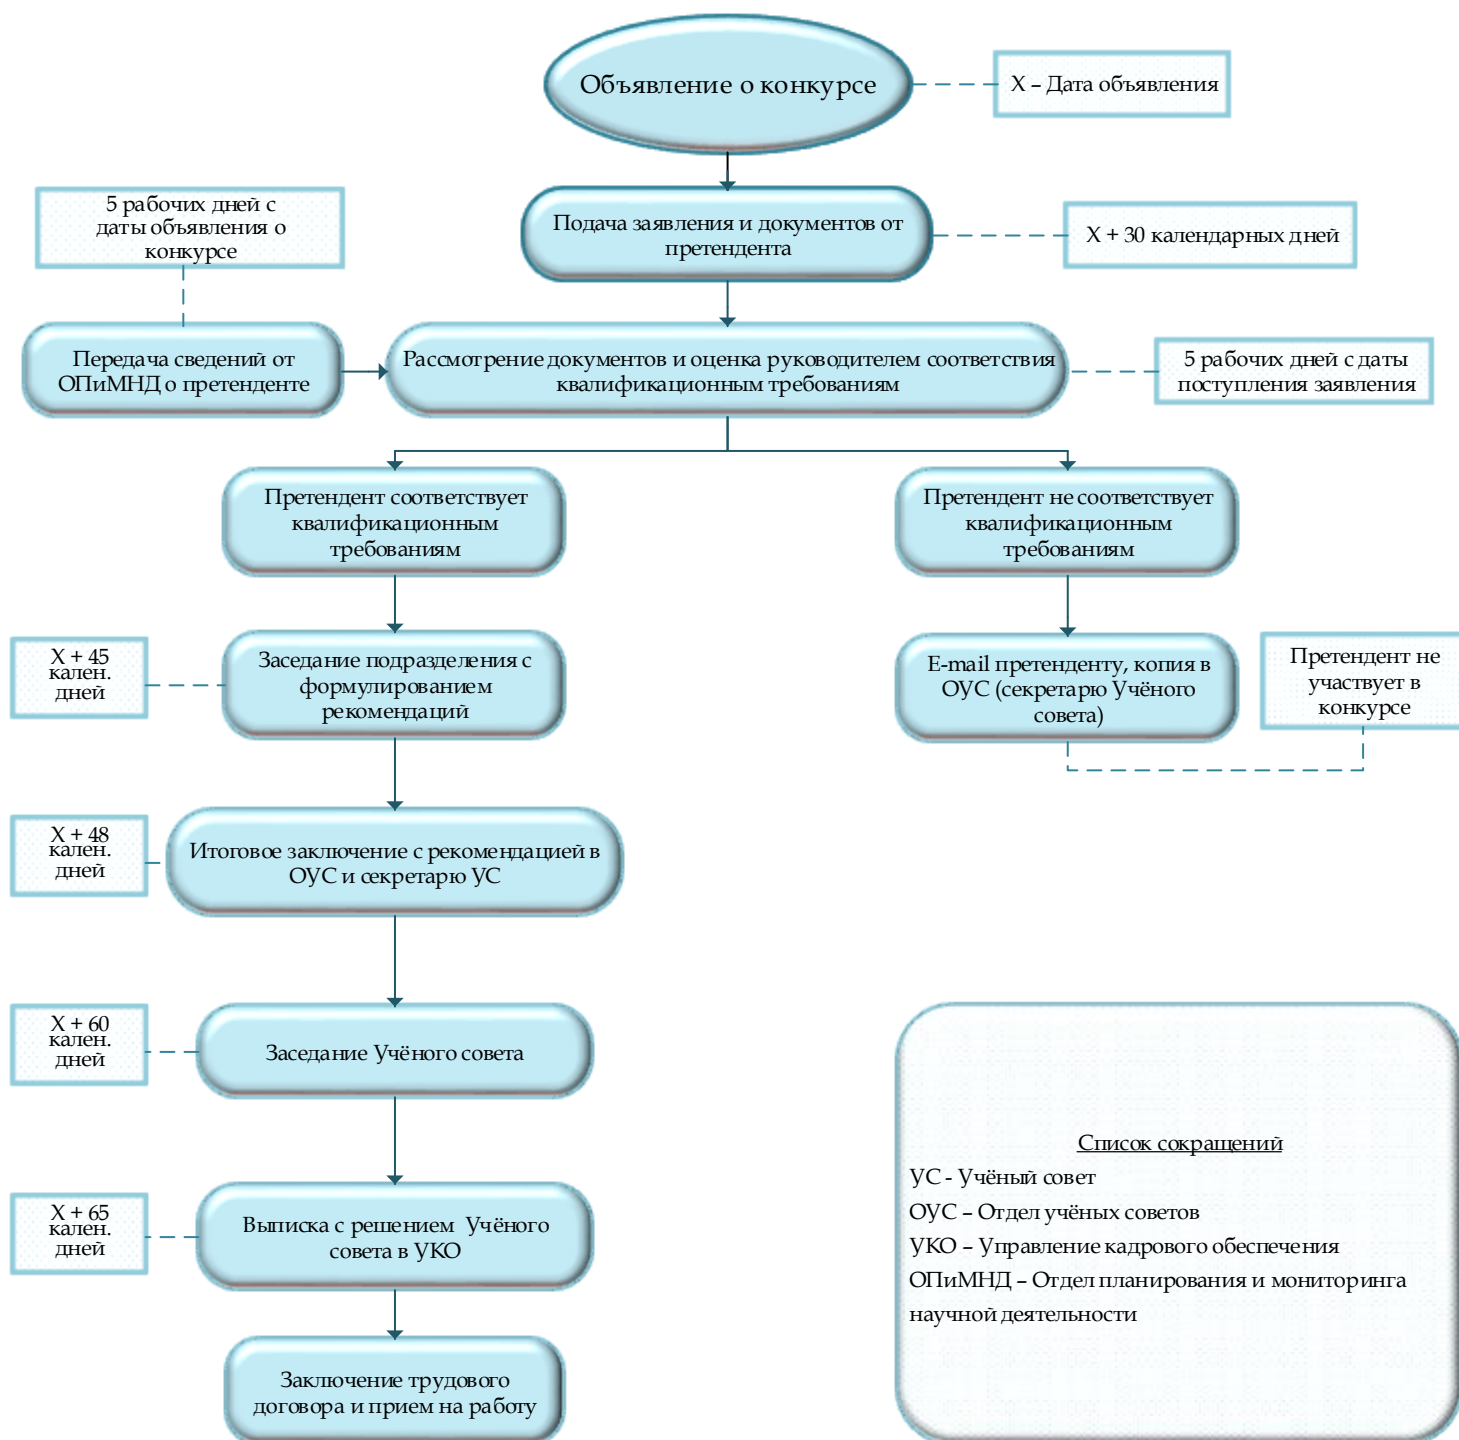 Объявление о конкурсе
X – Дата объявления
5 рабочих дней с
даты объявления о
конкурсе
Подача заявления и документов от
претендента
X + 30 календарных дней
Передача сведений от
ОПиМНД о претенденте
Рассмотрение документов и оценка руководителем соответствия
квалификационным требованиям
5 рабочих дней с даты
поступления заявления
Претендент соответствует
квалификационным
требованиям
Претендент не соответствует
квалификационным
требованиям
X + 45
кален.
дней
Заседание подразделения с
формулированием
рекомендаций
E-mail претенденту, копия в
ОУС (секретарю Учёного
совета)
Претендент не
участвует в
конкурсе
X + 48
кален.
дней
Итоговое заключение с рекомендацией в
ОУС и секретарю УС
X + 60
кален.
дней
Заседание Учёного совета
X + 65
кален.
дней
Выписка с решением Учёного
совета в УКО
Заключение трудового
договора и прием на работу
Список сокращений
УС - Учёный совет
ОУС – Отдел учёных советов
УКО – Управление кадрового обеспечения
ОПиМНД – Отдел планирования и мониторинга
научной деятельности